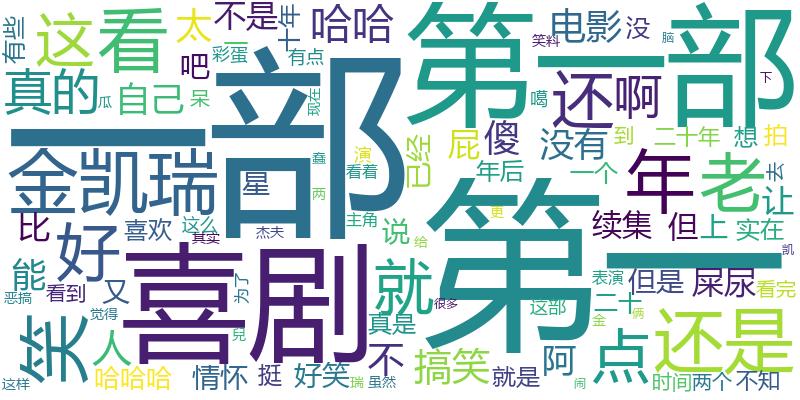 有些
这看
太
不是
十年
哈哈
第一部
电影
没
笑料
脑
彩蛋
一
有点
吧
真的
瓜
自己
呆
现在
一部
噶
还
啊
下
金凯瑞
星
蠢
两
演
看着
已经
屁
傻
没有
到
二十年
想
拍
年后
一个
年
老
去
让
比
好
喜欢
这么
其实
杰夫
主角
说
给
更
第一
续集
但
上
实在
凯
能
恶搞
看到
又
觉得
喜剧
为了
就
真是
很多
这部
表演
二十
金
俩
但是
屎尿
看完
笑
人
兒
哈哈哈
情怀
挺
好笑
瑞
虽然
不
搞笑
就是
阿
闹
点
还是
时间
两个
不知
这样